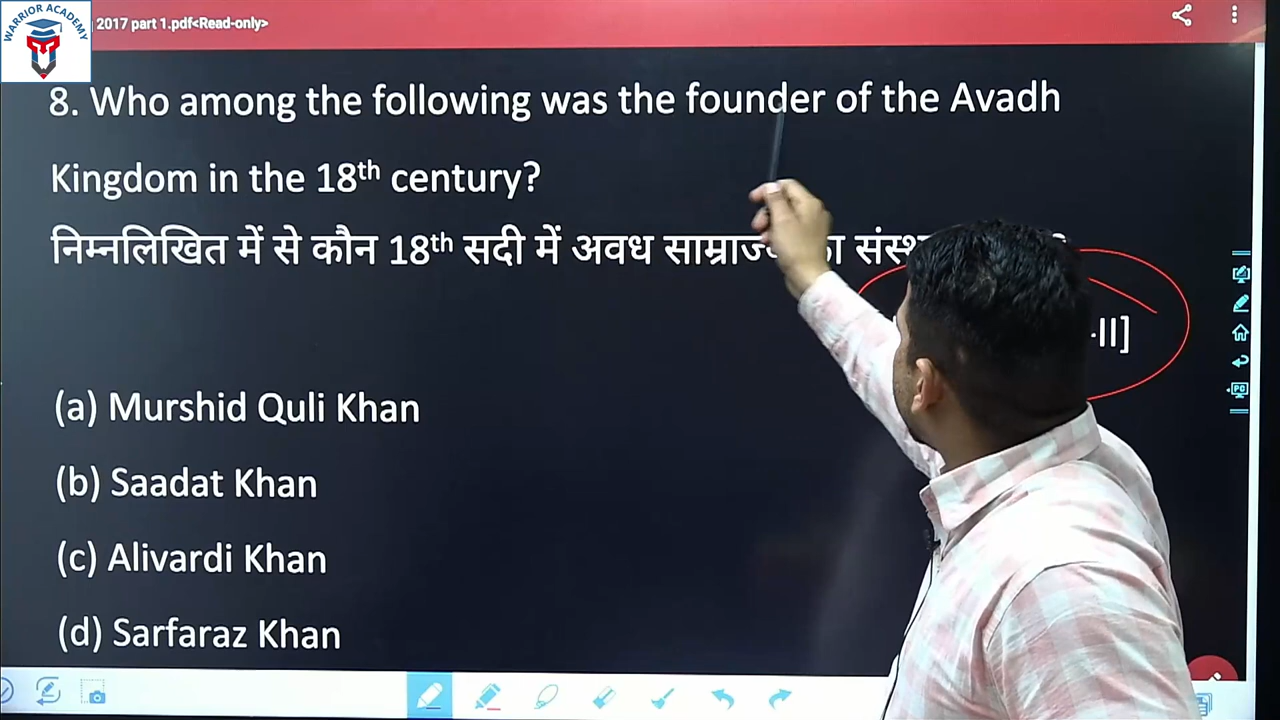 WARRIOR ACADEMY
2017 part 1.pdf<Read-only>
8. Who among the following was the founder of the Avadh
Kingdom in the 18th century?
निम्नलिखित में से कौन 18th सदी में अवध
-II]
(a) Murshid Quli Khan
(b) Saadat Khan
(c) Alivardi Khan
(d) Sarfaraz Khan